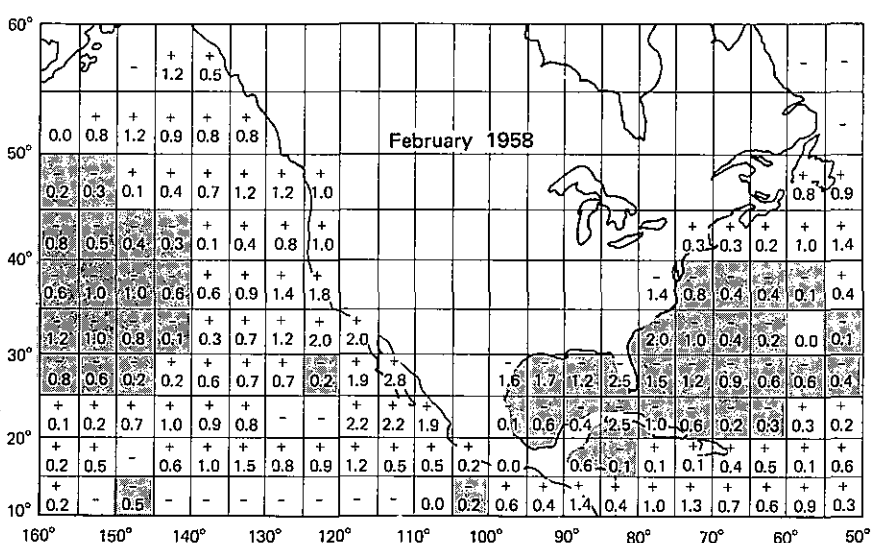 60°
+ + - -
- 1.2 0.5
+ + + + +
0.0 0.8 1.2 0.9 0.8 0.8 -
February 1958
50°
- - + + + + + + + +
0.2 0.3 0.1 0.4 0.7 1.2 1.2 1.0 0.8 0.9
- - - - + + + + + + + + +
0.8 0.5 0.4 0.3 0.1 0.4 0.8 1.0 0.3 0.3 0.2 1.0 1.4
40°
- - - - + + + + - - - - - +
0.6 1.0 1.0 0.6 0.6 0.9 1.4 1.8 1.4 0.8 0.4 0.4 0.1 0.4
- - - - + + + + + - - - - -
1.2 1.0 0.8 0.1 0.3 0.7 1.2 2.0 2.0 2.0 1.0 0.4 0.2 0.0 0.1
30°
- - - + + + + - + + - - - - - - - - - -
0.8 0.6 0.2 0.2 0.6 0.7 0.7 0.2 1.9 2.8 1.6 1.7 1.2 2.5 1.5 1.2 0.9 0.6 0.6 0.4
+ + + + + + - - + + + + - - - - - - - + +
0.1 0.2 0.7 1.0 0.9 0.8 2.2 2.2 1.9 0.1 0.6 0.4 2.5 1.0 0.6 0.2 0.3 0.3 0.2
20°
+ + + + + + + + + + + - - + + + + + +
0.2 0.5 - 0.6 1.0 1.5 0.8 0.9 1.2 0.5 0.5 0.2 0.0 0.6 0.1 0.1 0.1 0.4 0.5 0.1 0.6
+ - - - - - - - - - - + + + + + + + + + +
0.2 0.5 0.0 0.2 0.6 0.4 1.4 0.4 1.0 1.3 0.7 0.6 0.9 0.3
10°
160° 150° 140° 130° 120° 110° 100° 90° 80° 70° 60° 50°